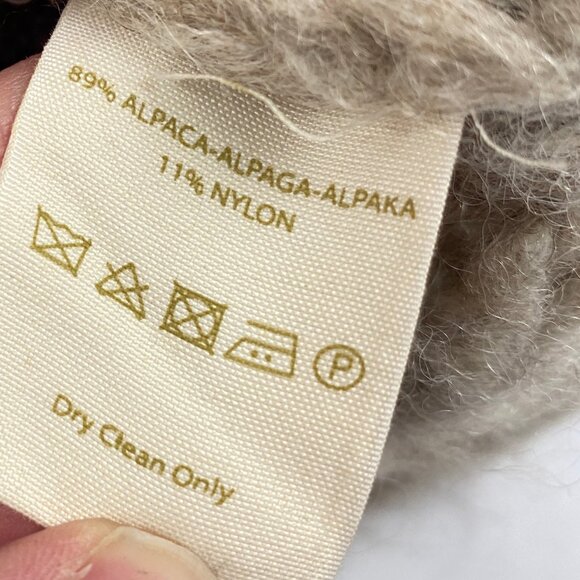 89% ALPACA-ALPAGA-ALPAKA
11% NYLON
P
Dry Clean Only